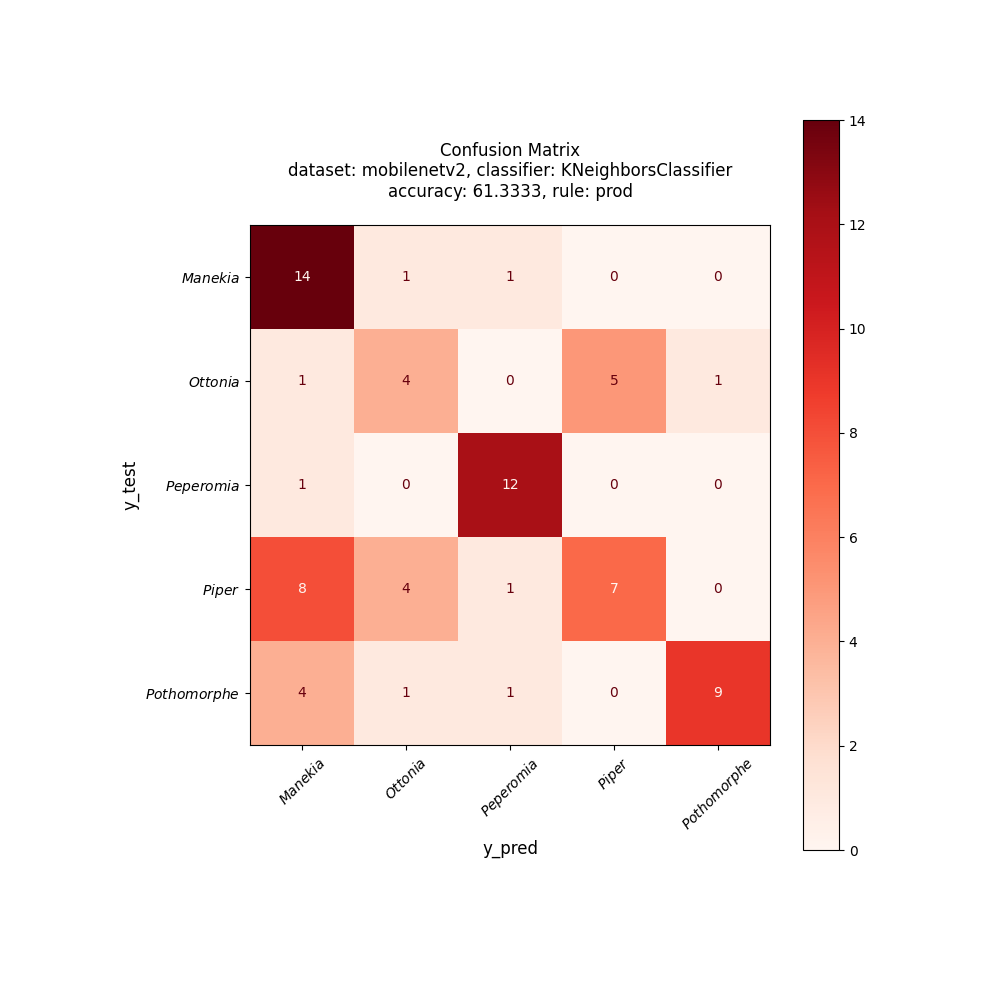 Confusion Matrix
dataset: mobilenetv2, classifier: KNeighborsClassifier
accuracy: 61.3333, rule: prod
14
12
10
8
6
4
2
0
y_test
Manekia 14 1 1 0 0
Ottonia 1 4 0 5 1
Peperomia 1 0 12 0 0
Piper 8 4 1 7 0
Pothomorphe 4 1 1 0 9
Manekia Ottonia Peperomia Piper Pothomorphe
y_pred